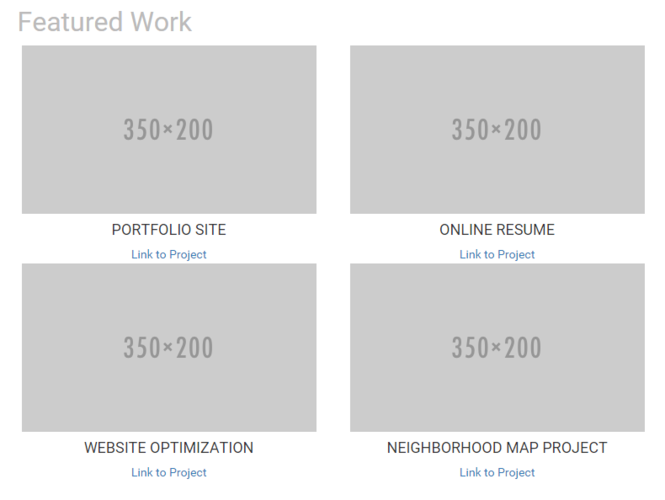 Featured Work
350×200
350×200
PORTFOLIO SITE
ONLINE RESUME
Link to Project
Link to Project
350×200
350×200
WEBSITE OPTIMIZATION
NEIGHBORHOOD MAP PROJECT
Link to Project
Link to Project